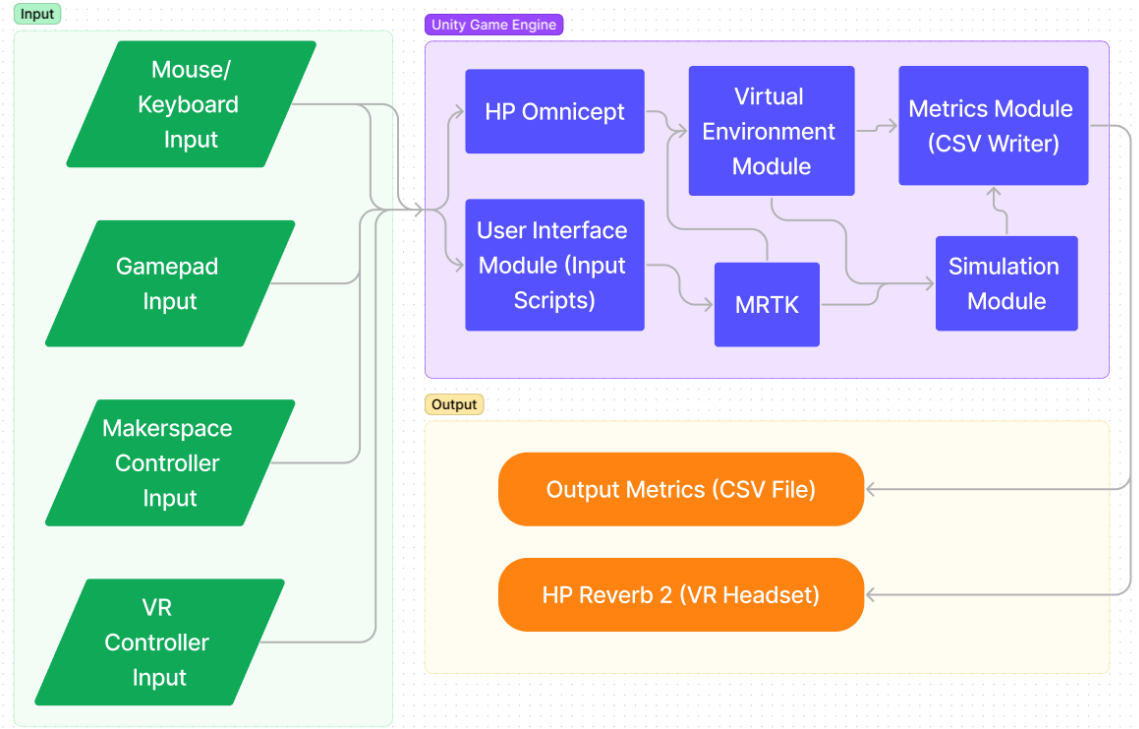 Input
Mouse/
Keyboard
Input
Gamepad
Input
Makerspace
Controller
Input
VR
Controller
Input
Unity Game Engine
HP Omnicept
User Interface
Module (Input
Scripts)
Virtual
Environment
Module
MRTK
Metrics Module
(CSV Writer)
Simulation
Module
Output
Output Metrics (CSV File)
HP Reverb 2 (VR Headset)